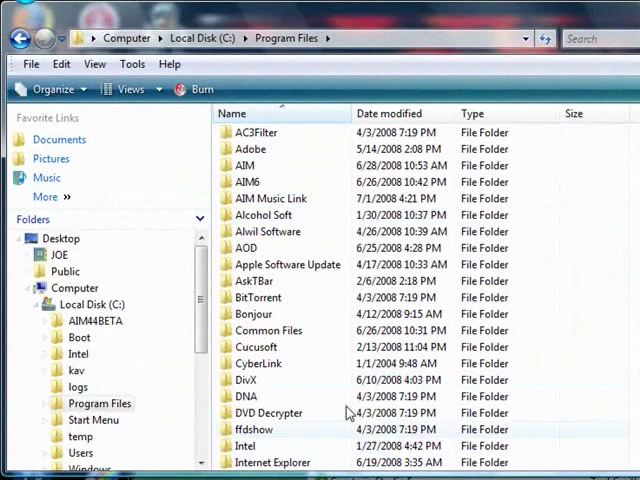 Computer Local Disk (C:) Program Files Search
File Edit View Tools Help
Organize Views Burn
Favorite Links
Documents
Pictures
Music
More »
Folders
Desktop
JOE
Public
Computer
Local Disk (C:)
AIM44BETA
Boot
Intel
kav
logs
Program Files
Start Menu
temp
Users
Windows
Name Date modified Type Size
AC3Filter 4/3/2008 7:19 PM File Folder
Adobe 5/14/2008 2:08 PM File Folder
AIM 6/28/2008 10:53 AM File Folder
AIM6 6/26/2008 10:42 PM File Folder
AIM Music Link 7/1/2008 4:21 PM File Folder
Alcohol Soft 1/30/2008 10:37 PM File Folder
Alwil Software 4/26/2008 10:39 AM File Folder
AOD 6/25/2008 4:28 PM File Folder
Apple Software Update 4/17/2008 10:33 AM File Folder
AskTBar 2/6/2008 2:18 PM File Folder
BitTorrent 4/3/2008 7:19 PM File Folder
Bonjour 4/12/2008 9:15 AM File Folder
Common Files 6/26/2008 10:31 PM File Folder
Cucusoft 2/13/2008 11:04 PM File Folder
CyberLink 1/1/2004 9:48 AM File Folder
DivX 6/10/2008 4:03 PM File Folder
DNA 4/3/2008 7:19 PM File Folder
DVD Decrypter 4/3/2008 7:19 PM File Folder
ffdshow 4/3/2008 7:19 PM File Folder
Intel 1/27/2008 4:42 PM File Folder
Internet Explorer 6/19/2008 3:35 AM File Folder